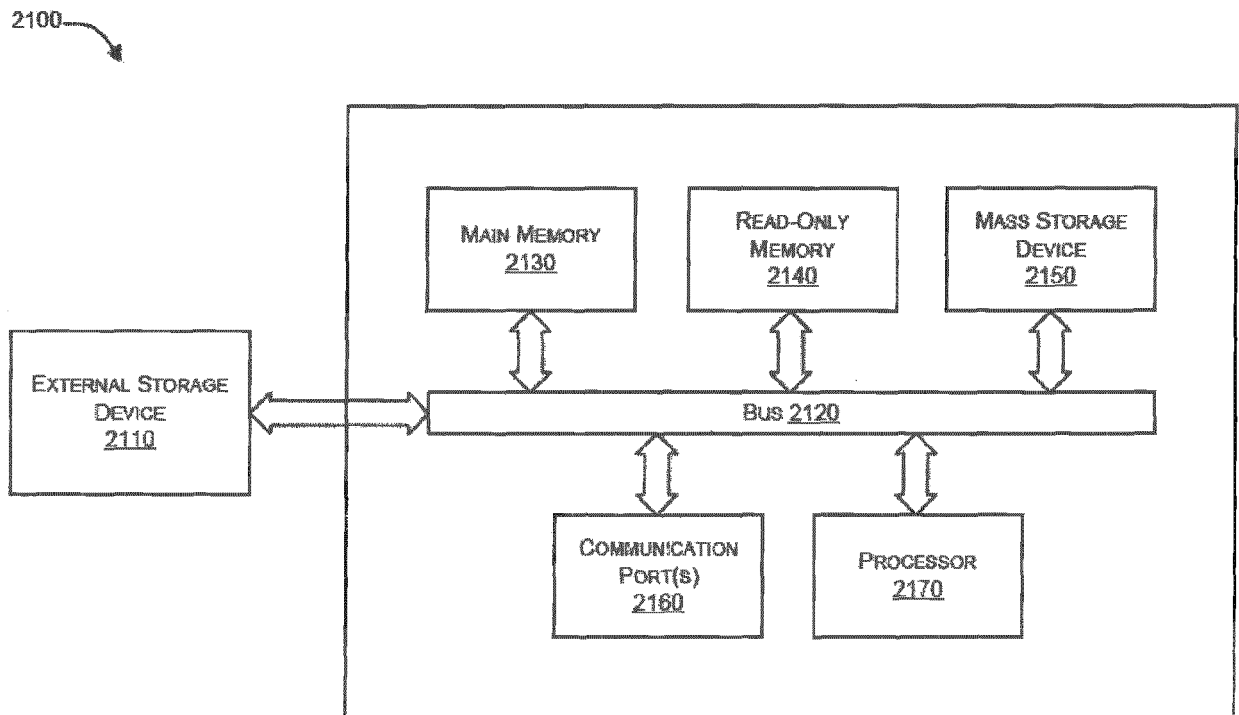 2100
MAIN MEMORY
2130
READ-ONLY
MEMORY
2140
MASS STORAGE
DEVICE
2150
EXTERNAL STORAGE
DEVICE
2110
BUS 2120
COMMUNICATION
PORT(S)
2160
PROCESSOR
2170